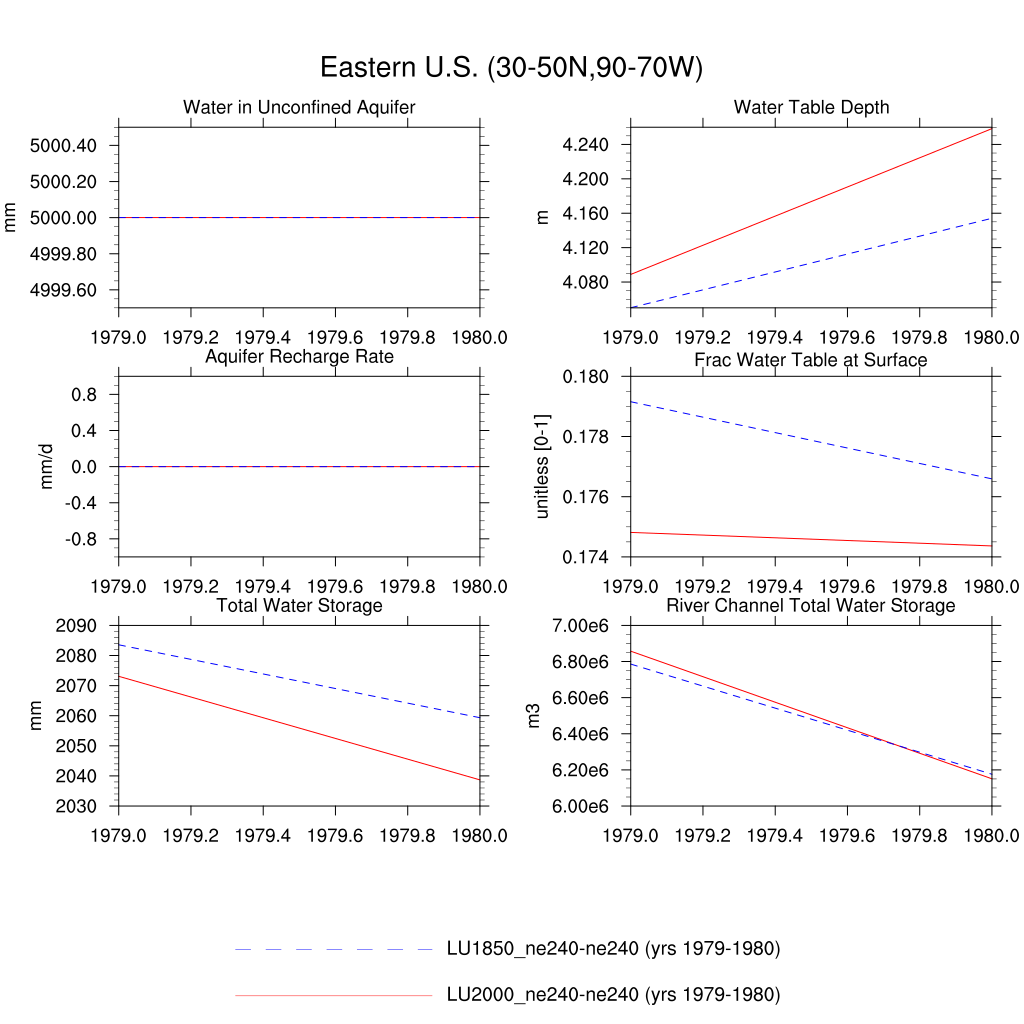 Eastern U.S. (30-50N,90-70W)
Water in Unconfined Aquifer
mm
5000.40
5000.20
5000.00
4999.80
4999.60
1979.0 1979.2 1979.4 1979.6 1979.8 1980.0
Water Table Depth
m
4.240
4.200
4.160
4.120
4.080
1979.0 1979.2 1979.4 1979.6 1979.8 1980.0
Aquifer Recharge Rate
mm/d
0.8
0.4
0.0
-0.4
-0.8
1979.0 1979.2 1979.4 1979.6 1979.8 1980.0
Frac Water Table at Surface
unitless [0-1]
0.180
0.178
0.176
0.174
1979.0 1979.2 1979.4 1979.6 1979.8 1980.0
Total Water Storage
mm
2090
2080
2070
2060
2050
2040
2030
1979.0 1979.2 1979.4 1979.6 1979.8 1980.0
River Channel Total Water Storage
m3
7.00e6
6.80e6
6.60e6
6.40e6
6.20e6
6.00e6
1979.0 1979.2 1979.4 1979.6 1979.8 1980.0
LU1850_ne240-ne240 (yrs 1979-1980)
LU2000_ne240-ne240 (yrs 1979-1980)